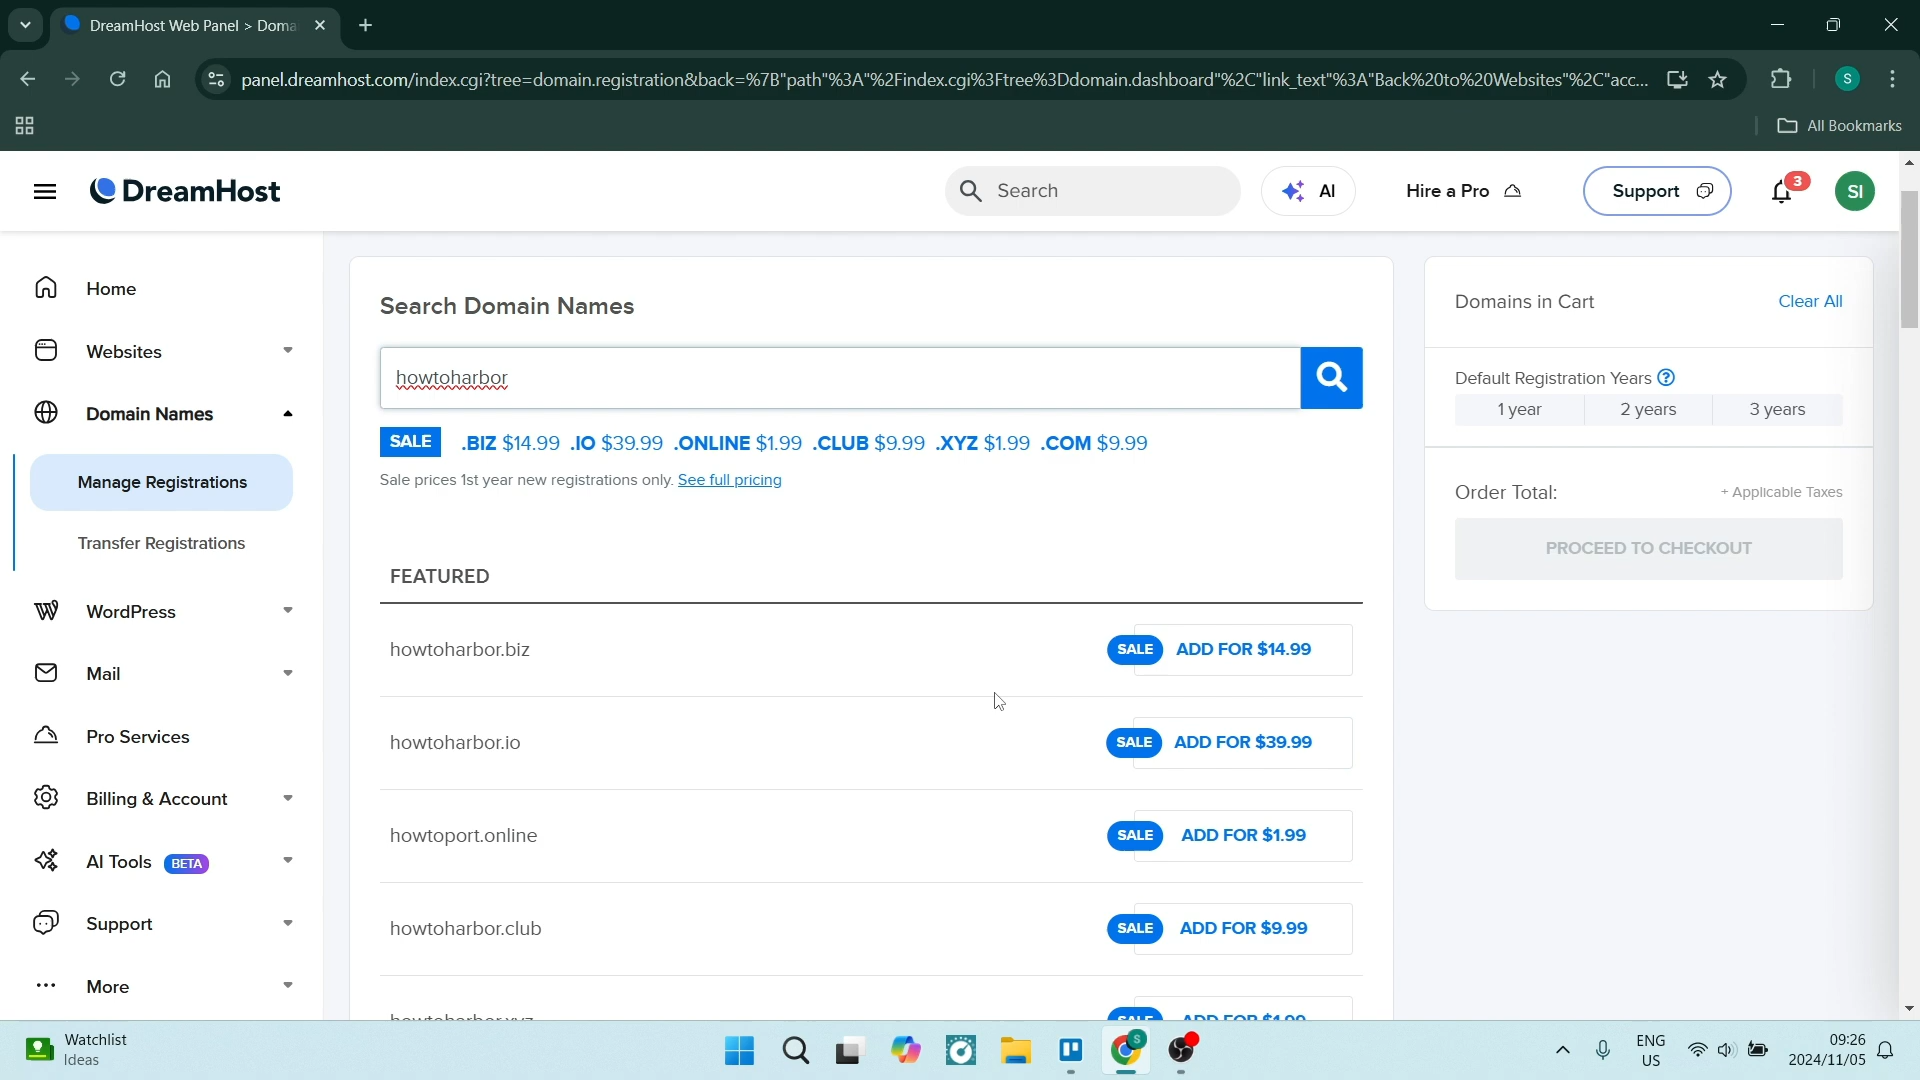 DreamHost Web Panel > Doma
panel.dreamhost.com/index.cgi?tree=domain.registration&back=%7B"path"%3A"%2Findex.cgi%3Ftree%3Ddomain.dashboard"%2C"link_text"%3A"Back%20to%20Websites"%2C"acc...
S
All Bookmarks
DreamHost
Search
AI
Hire a Pro
Support
3
SI
Home
Websites
Domain Names
Manage Registrations
Transfer Registrations
WordPress
Mail
Pro Services
Billing & Account
AI Tools BETA
Support
More
Search Domain Names
howtoharbor
SALE .BIZ $14.99 .IO $39.99 .ONLINE $1.99 .CLUB $9.99 .XYZ $1.99 .COM $9.99
Sale prices 1st year new registrations only. See full pricing
FEATURED
howtoharbor.biz SALE ADD FOR $14.99
howtoharbor.io SALE ADD FOR $39.99
howtoport.online SALE ADD FOR $1.99
howtoharbor.club SALE ADD FOR $9.99
howtoharbor.xyz SALE ADD FOR $1.99
Domains in Cart Clear All
Default Registration Years ?
1 year 2 years 3 years
Order Total: + Applicable Taxes
PROCEED TO CHECKOUT
Watchlist
Ideas
S
ENG
US
09:26
2024/11/05